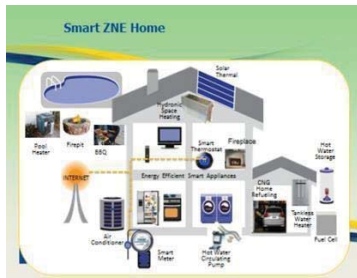 Smart ZNE Home
Solar
Thermal
Hydronic
Space
Heating
Pool
Heater
Firepit
BBQ
Smart
Thermostat
Fireplace
Hot
Water
Storage
INTERNET
Energy Efficient Smart Appliances
CNG
Home
Refueling
Tankless
Water
Heater
Fuel Cell
Air
Conditioner
Smart
Meter
Hot Water
Circulating
Pump